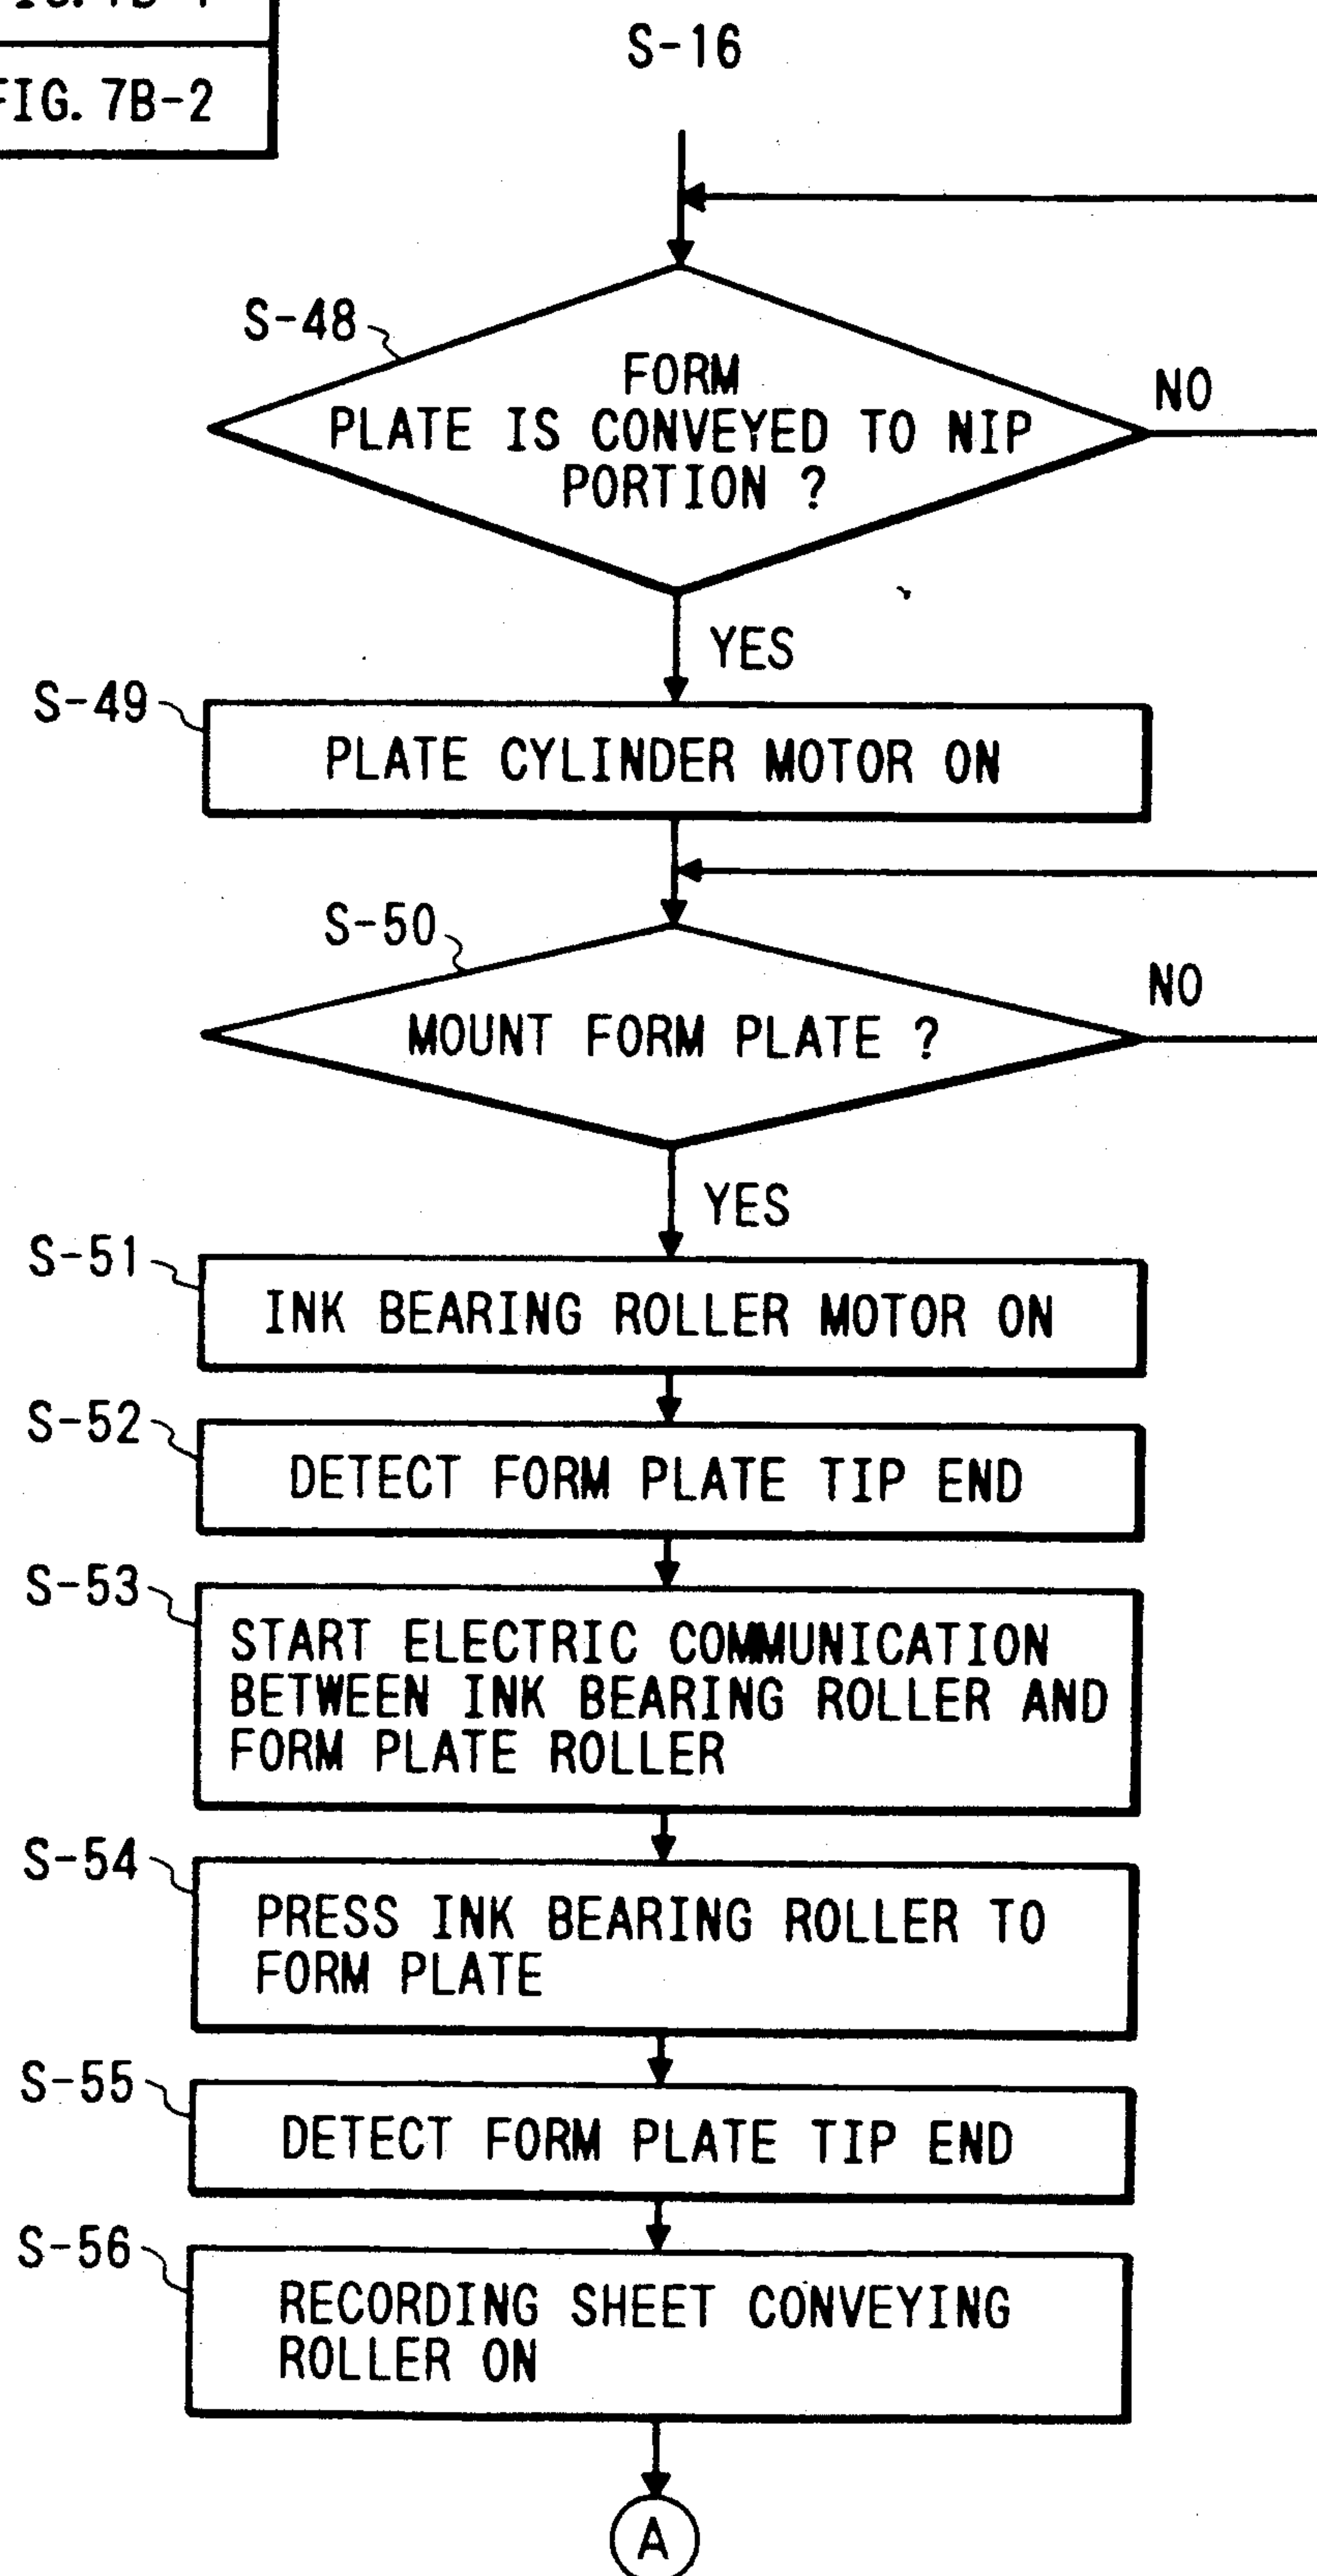 FIG. 7B-2
S-16
S-48
FORM
PLATE IS CONVEYED TO NIP
PORTION ?
NO
YES
S-49
PLATE CYLINDER MOTOR ON
S-50
MOUNT FORM PLATE ?
NO
YES
S-51
INK BEARING ROLLER MOTOR ON
S-52
DETECT FORM PLATE TIP END
S-53
START ELECTRIC COMMUNICATION
BETWEEN INK BEARING ROLLER AND
FORM PLATE ROLLER
S-54
PRESS INK BEARING ROLLER TO
FORM PLATE
S-55
DETECT FORM PLATE TIP END
S-56
RECORDING SHEET CONVEYING
ROLLER ON
A